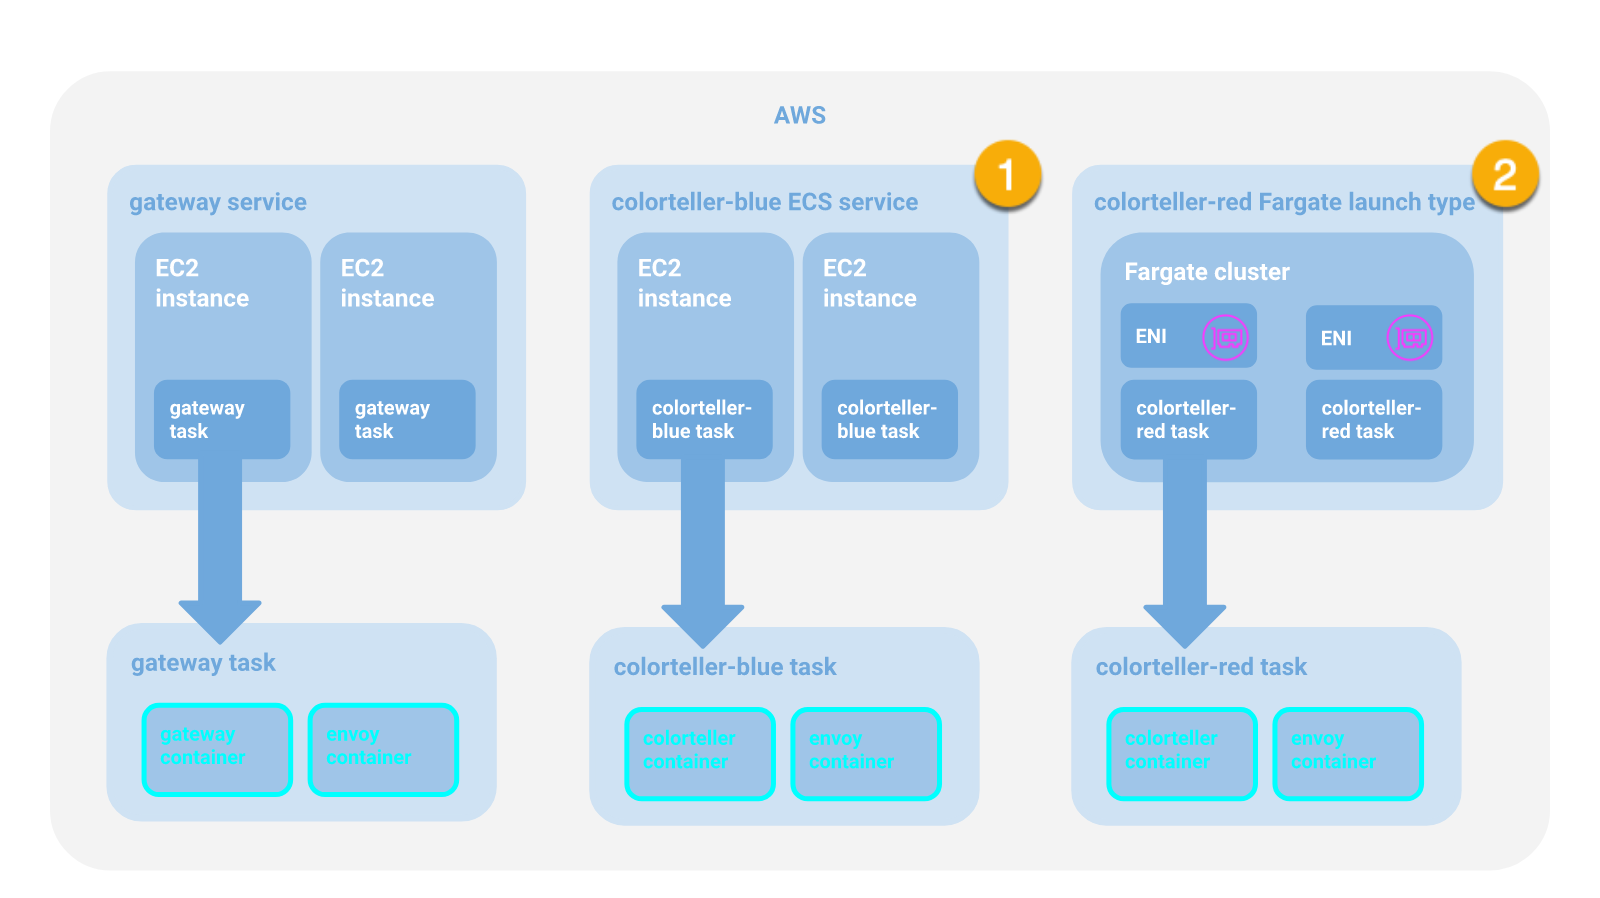 AWS
1
2
gateway service
EC2
instance
EC2
instance
gateway
task
gateway
task
colorteller-blue ECS service
EC2
instance
EC2
instance
colorteller-
blue task
colorteller-
blue task
colorteller-red Fargate launch type
Fargate cluster
ENI
ENI
colorteller-
red task
colorteller-
red task
gateway task
gateway
container
envoy
container
colorteller-blue task
colorteller
container
envoy
container
colorteller-red task
colorteller
container
envoy
container